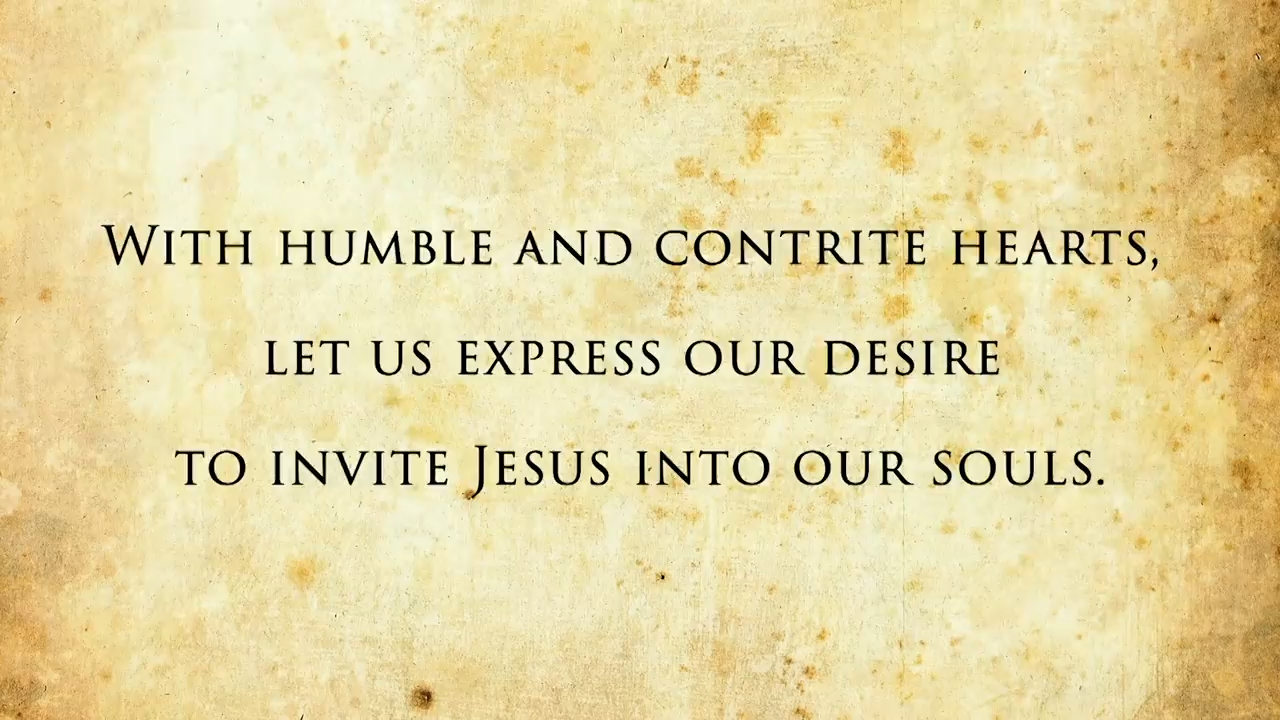 With humble and contrite hearts,
let us express our desire
to invite Jesus into our souls.